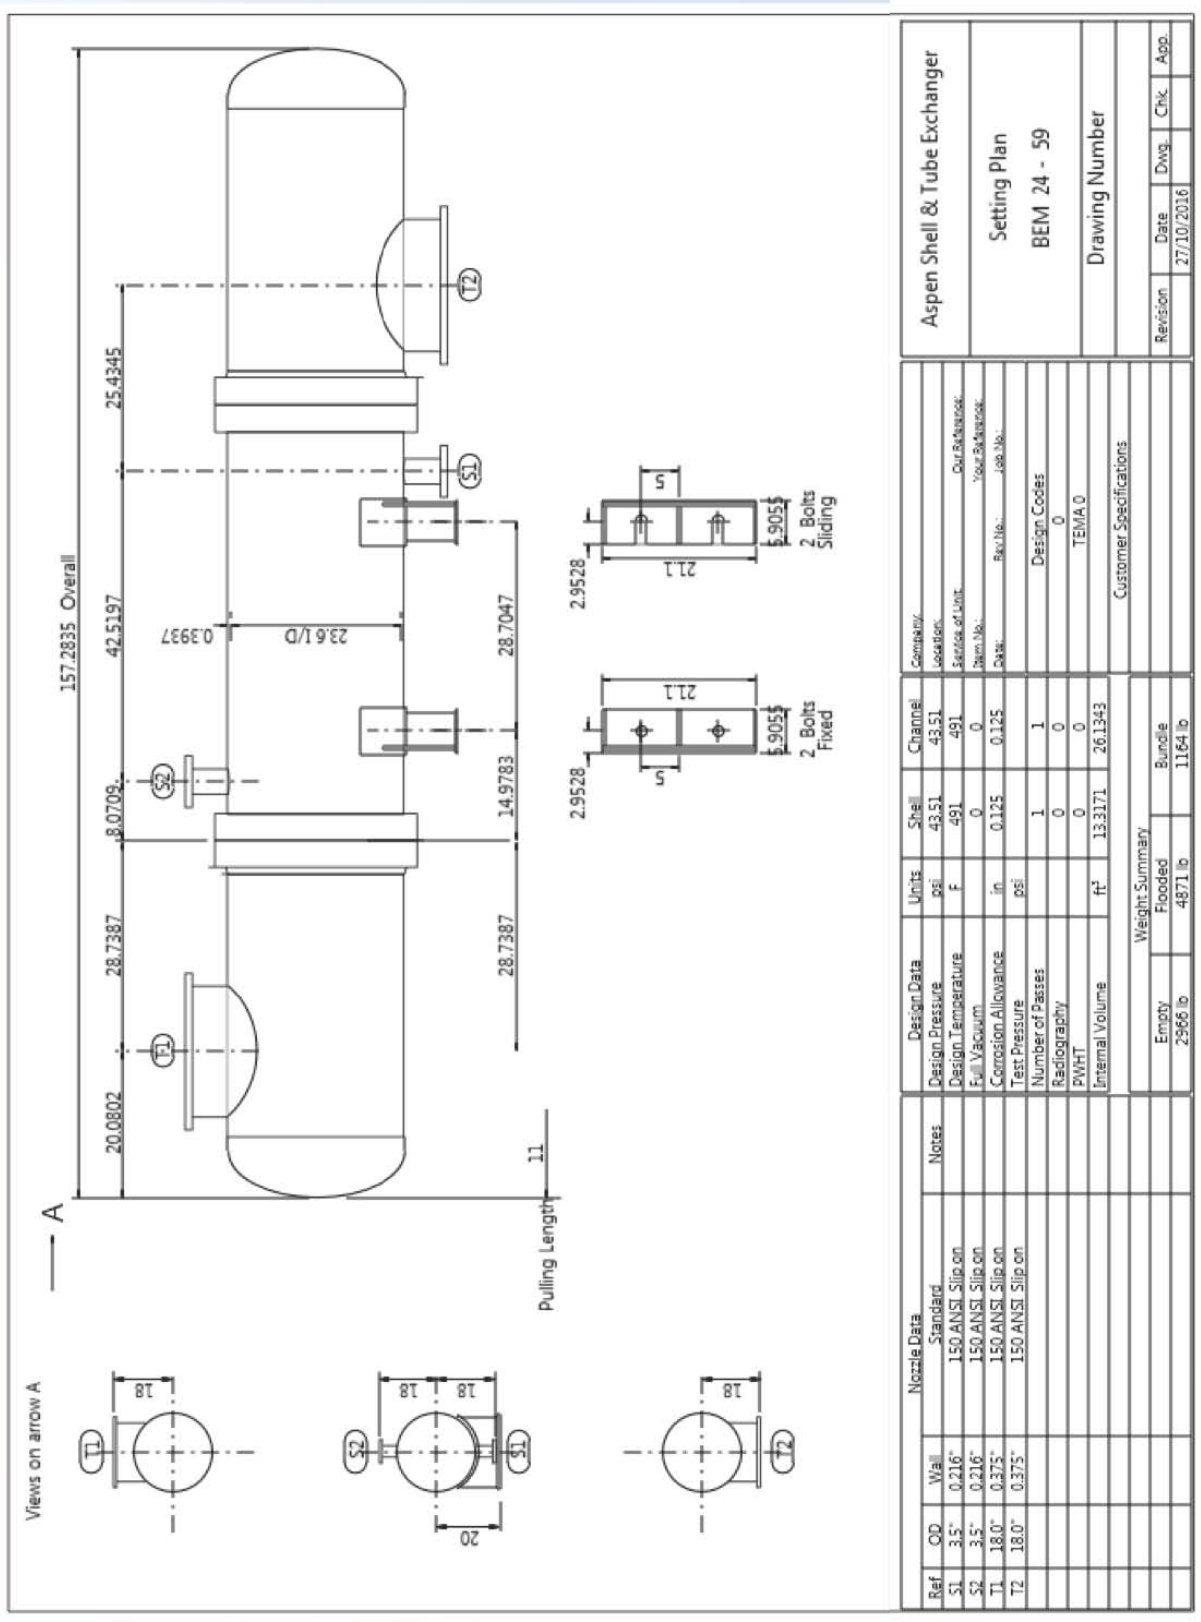 Views on arrow A
T1
18
S2
18
18
S1
20
18
T2
A
157.2835 Overall
20.0802
28.7387
8.0709
42.5197
25.4345
T1
S2
0.3937
23.6 I/D
S1
T2
28.7387
14.9783
28.7047
Pulling Length
11
2.9528
5
21.1
5.9055
2 Bolts
Fixed
2.9528
5
21.1
5.9055
2 Bolts
Sliding
Nozzle Data
Ref OD Wall Standard Notes
S1 3.5" 0.216" 150 ANSI Slip on
S2 3.5" 0.216" 150 ANSI Slip on
T1 18.0" 0.375" 150 ANSI Slip on
T2 18.0" 0.375" 150 ANSI Slip on
Design Data Units Shell Channel
Design Pressure psi 43.51 43.51
Design Temperature F 491 491
Full Vacuum 0 0
Corrosion Allowance in 0.125 0.125
Test Pressure psi
Number of Passes 1 1
Radiography 0 0
PWHT 0 0
Internal Volume ft³ 13.3171 26.1343
Weight Summary
Empty Flooded Bundle
2966 lb 4871 lb 1164 lb
Company:
Location:
Service of Unit: Our Reference:
Item No.: Your Reference:
Date: Rev No.: Job No.:
Design Codes
0
TEMA 0
Customer Specifications
Aspen Shell & Tube Exchanger
Setting Plan
BEM 24 - 59
Drawing Number
Revision Date Dwg. Chk. App.
27/10/2016